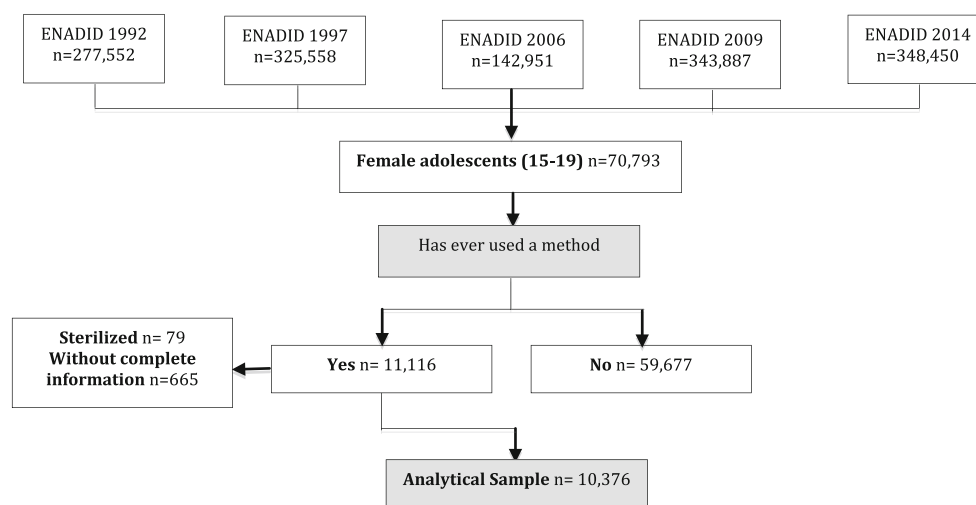 ENADID 1992
n=277,552
ENADID 1997
n=325,558
ENADID 2006
n=142,951
ENADID 2009
n=343,887
ENADID 2014
n=348,450
Female adolescents (15-19) n=70,793
Has ever used a method
Sterilized n= 79
Without complete
information n=665
Yes n= 11,116
No n= 59,677
Analytical Sample n= 10,376